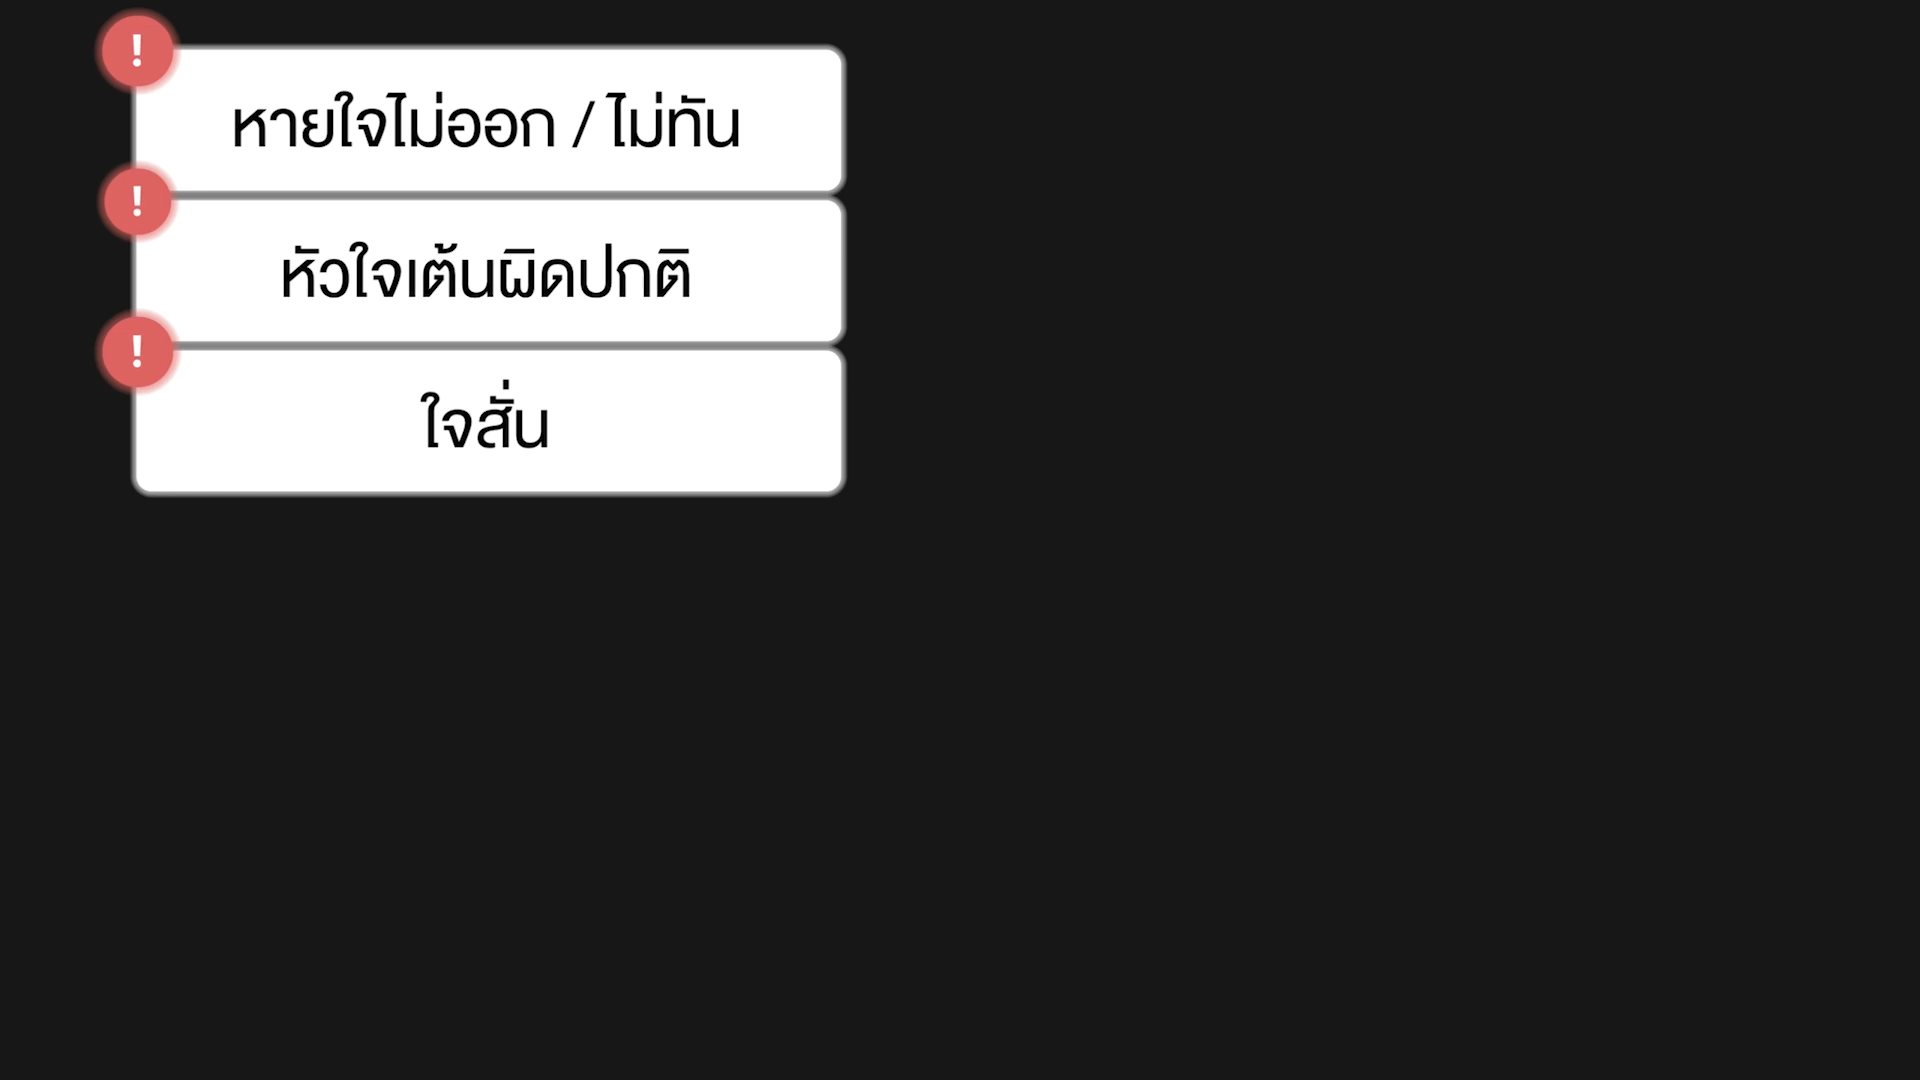 !
หายใจไม่ออก / ไม่ทัน
!
หัวใจเต้นผิดปกติ
!
ใจสั่น